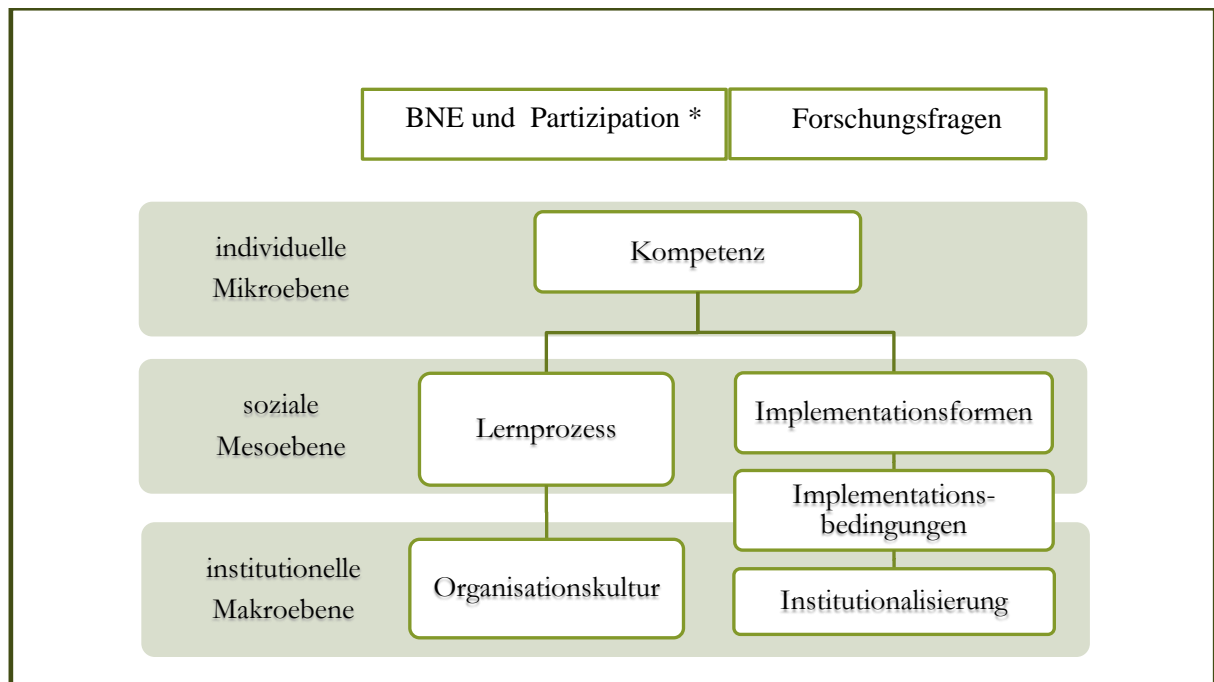 BNE und Partizipation *
Forschungsfragen
individuelle
Mikroebene
Kompetenz
soziale
Mesoebene
Lernprozess
Implementationsformen
Implementations-
bedingungen
institutionelle
Makroebene
Organisationskultur
Institutionalisierung